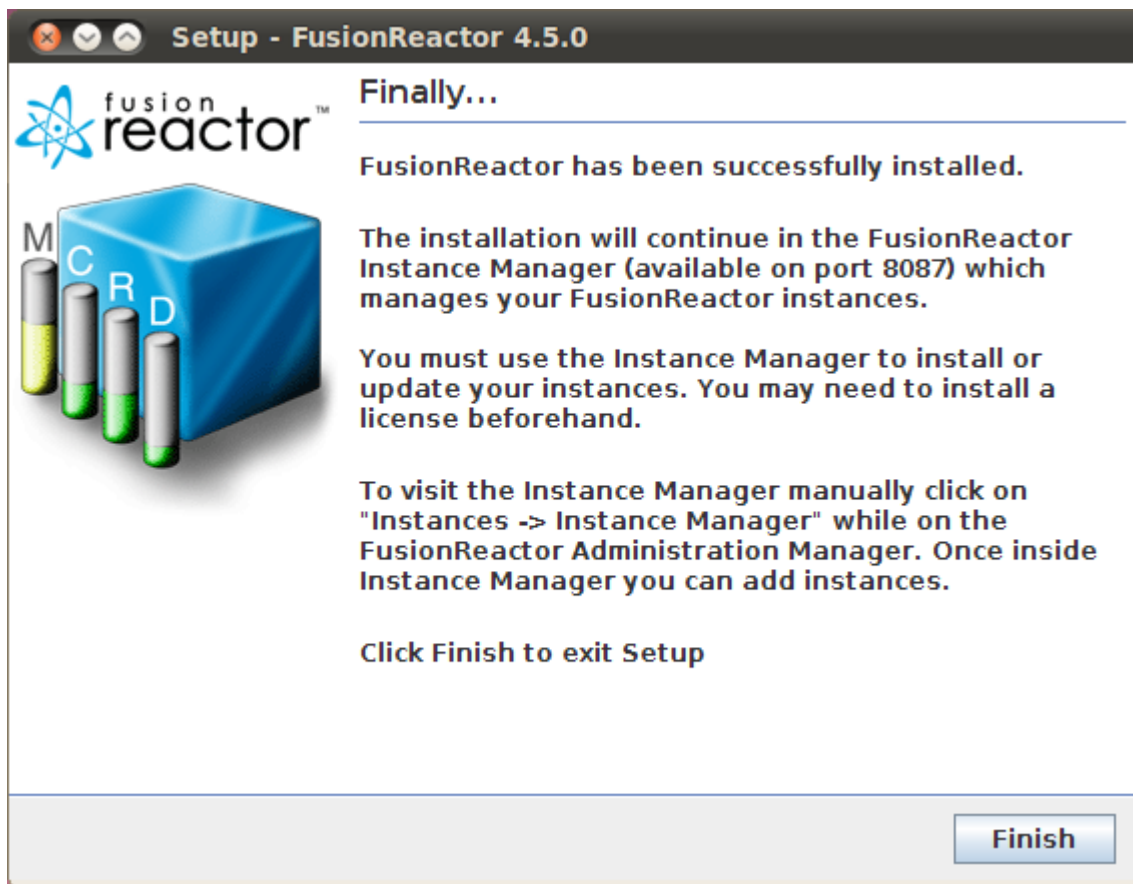 Setup - FusionReactor 4.5.0
fusion
reactor™
Finally...
FusionReactor has been successfully installed.
The installation will continue in the FusionReactor
Instance Manager (available on port 8087) which
manages your FusionReactor instances.
You must use the Instance Manager to install or
update your instances. You may need to install a
license beforehand.
To visit the Instance Manager manually click on
"Instances -> Instance Manager" while on the
FusionReactor Administration Manager. Once inside
Instance Manager you can add instances.
Click Finish to exit Setup
M
C
R
D
Finish